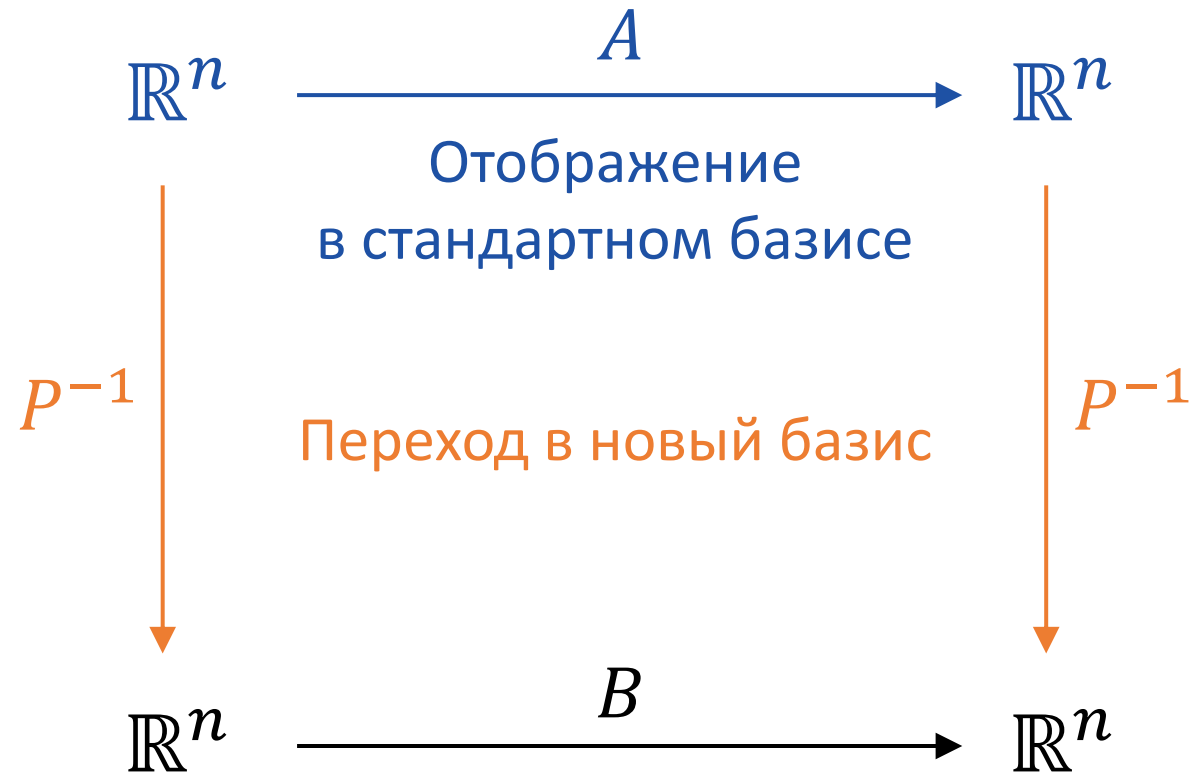 A
ℝⁿ ℝⁿ
Отображение
в стандартном базисе
P⁻¹ P⁻¹
Переход в новый базис
B
ℝⁿ ℝⁿ